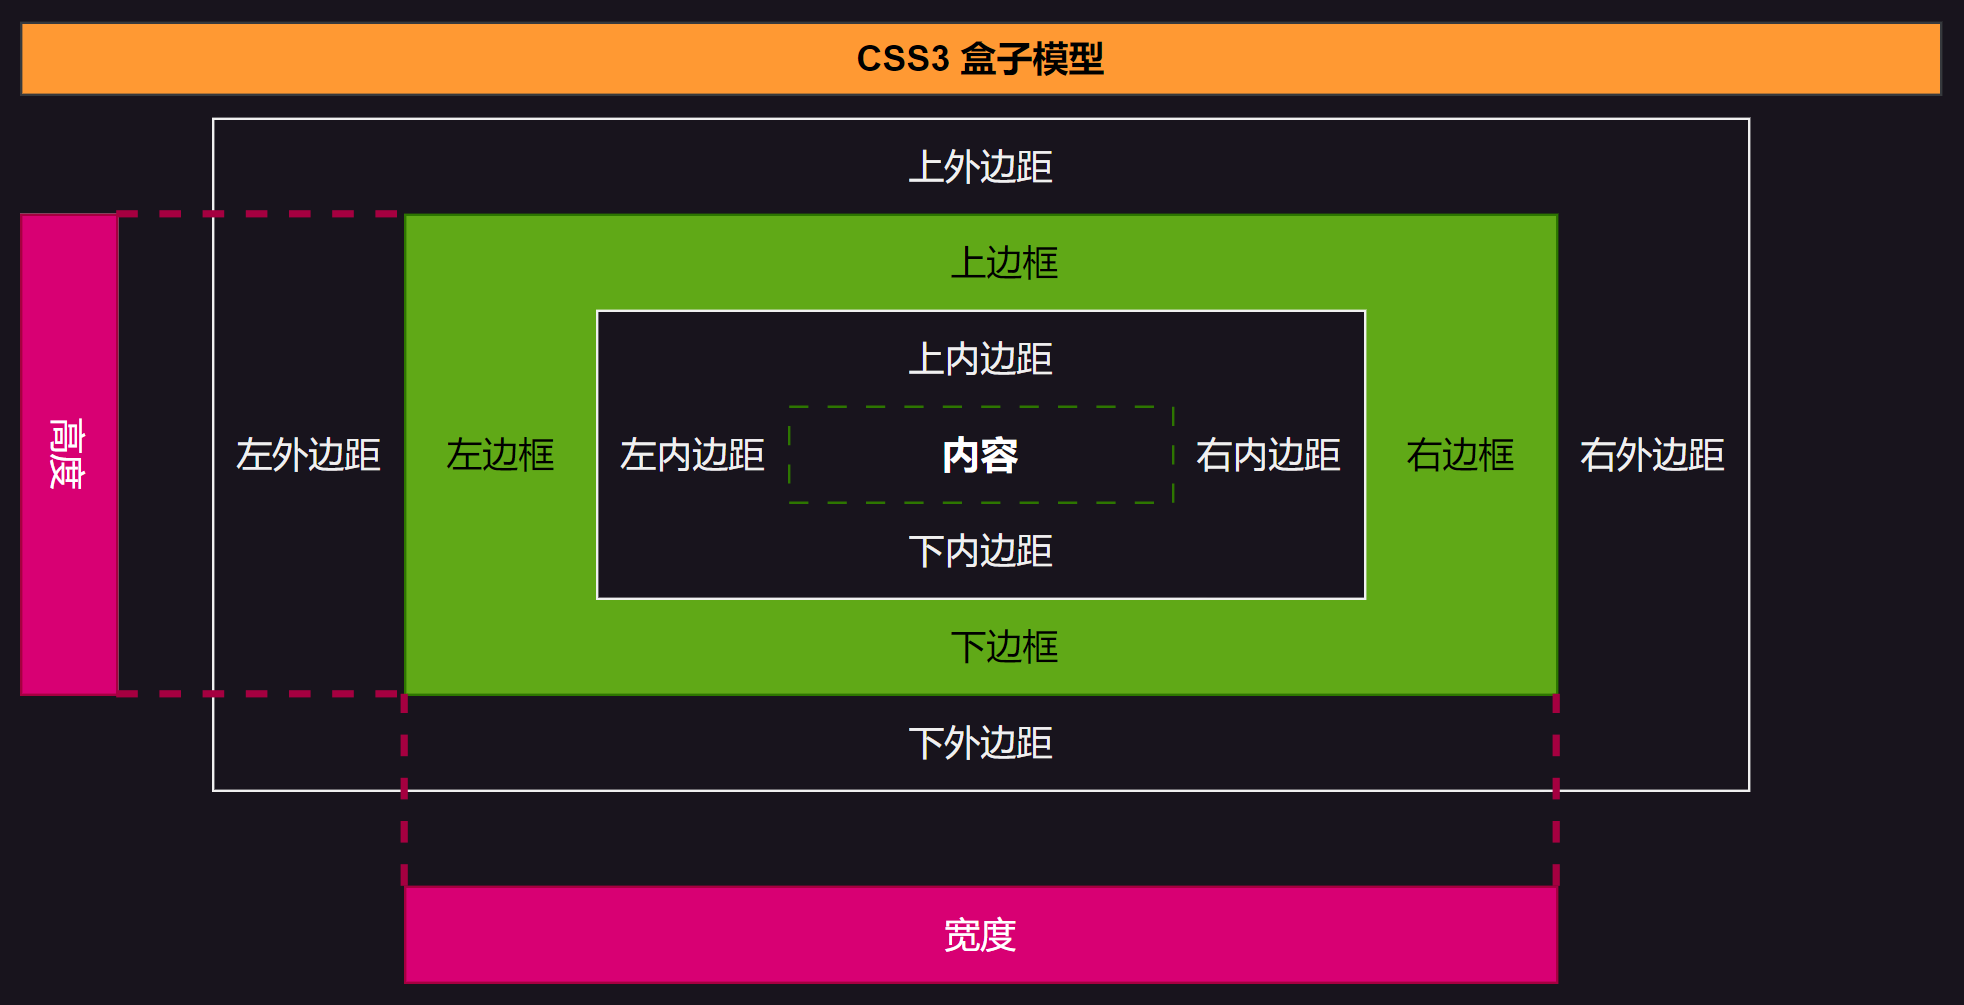 CSS3 盒子模型
上外边距
上边框
上内边距
高度
左外边距
左边框
左内边距
内容
右内边距
右边框
右外边距
下内边距
下边框
下外边距
宽度